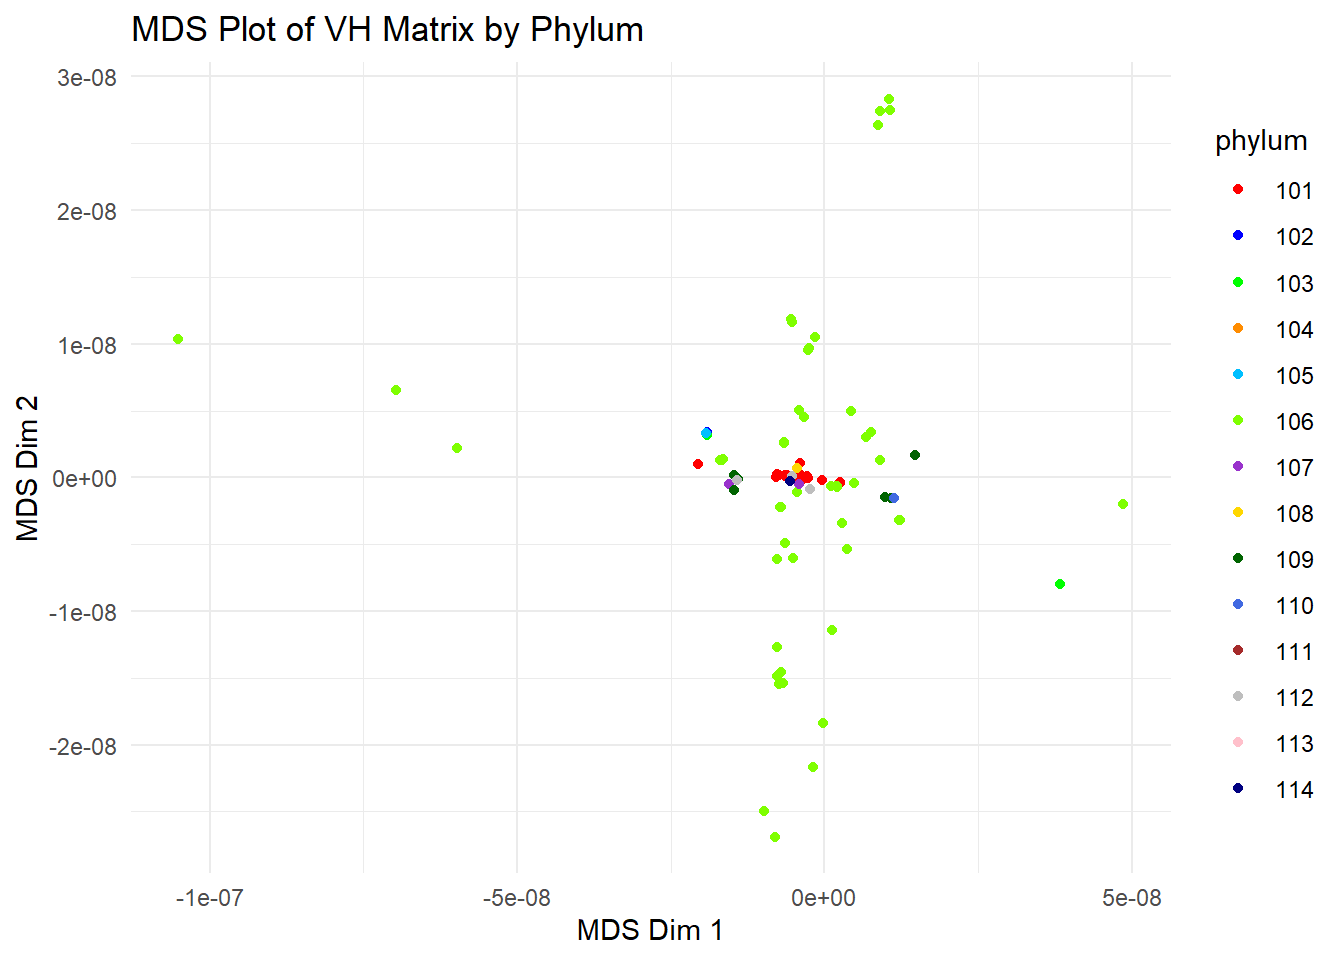 MDS Plot of VH Matrix by Phylum
3e-08
2e-08
1e-08
0e+00
-1e-08
-2e-08
MDS Dim 2
-1e-07
-5e-08
0e+00
5e-08
MDS Dim 1
phylum
101
102
103
104
105
106
107
108
109
110
111
112
113
114